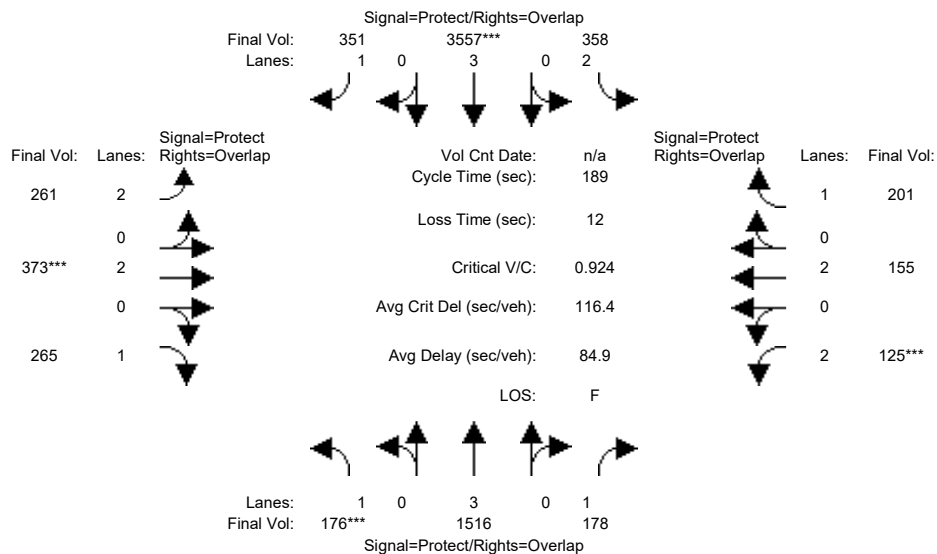 Signal=Protect/Rights=Overlap
Final Vol: 351 3557*** 358
Lanes: 1 0 3 0 2
Signal=Protect
Final Vol: Lanes: Rights=Overlap
Vol Cnt Date: n/a
Signal=Protect
Rights=Overlap Lanes: Final Vol:
Cycle Time (sec): 189
261 2
1 201
Loss Time (sec): 12
0
0
373*** 2
Critical V/C: 0.924
2 155
0
Avg Crit Del (sec/veh): 116.4
0
265 1
Avg Delay (sec/veh): 84.9
2 125***
LOS: F
Lanes: 1 0 3 0 1
Final Vol: 176*** 1516 178
Signal=Protect/Rights=Overlap